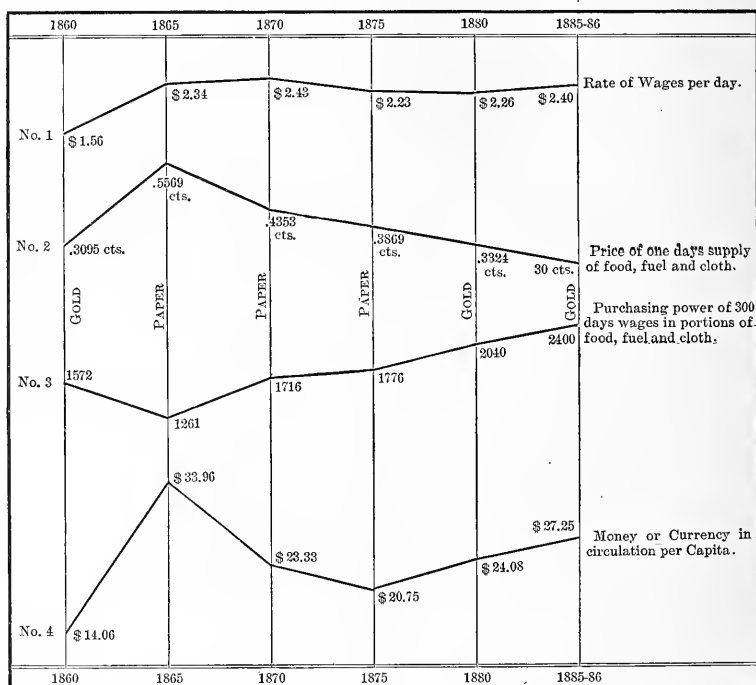 1860 1865 1870 1875 1880 1885-86
Rate of Wages per day.
$2.34 $2.43 $2.23 $2.26 $2.40
No. 1 $1.56
.5569
cts.
.4353
cts.
.3869
cts.
No. 2 .3095 cts.
.3324
cts.
30 cts.
Price of one days supply
of food, fuel and cloth.
GOLD PAPER PAPER PAPER GOLD GOLD
Purchasing power of 300
days wages in portions of
food, fuel and cloth.
No. 3 1572 1261 1716 1776 2040 2400
$33.96
$23.33
$20.75
$24.08
$27.25
Money or Currency in
circulation per Capita.
No. 4 $14.06
1860 1865 1870 1875 1880 1885-86